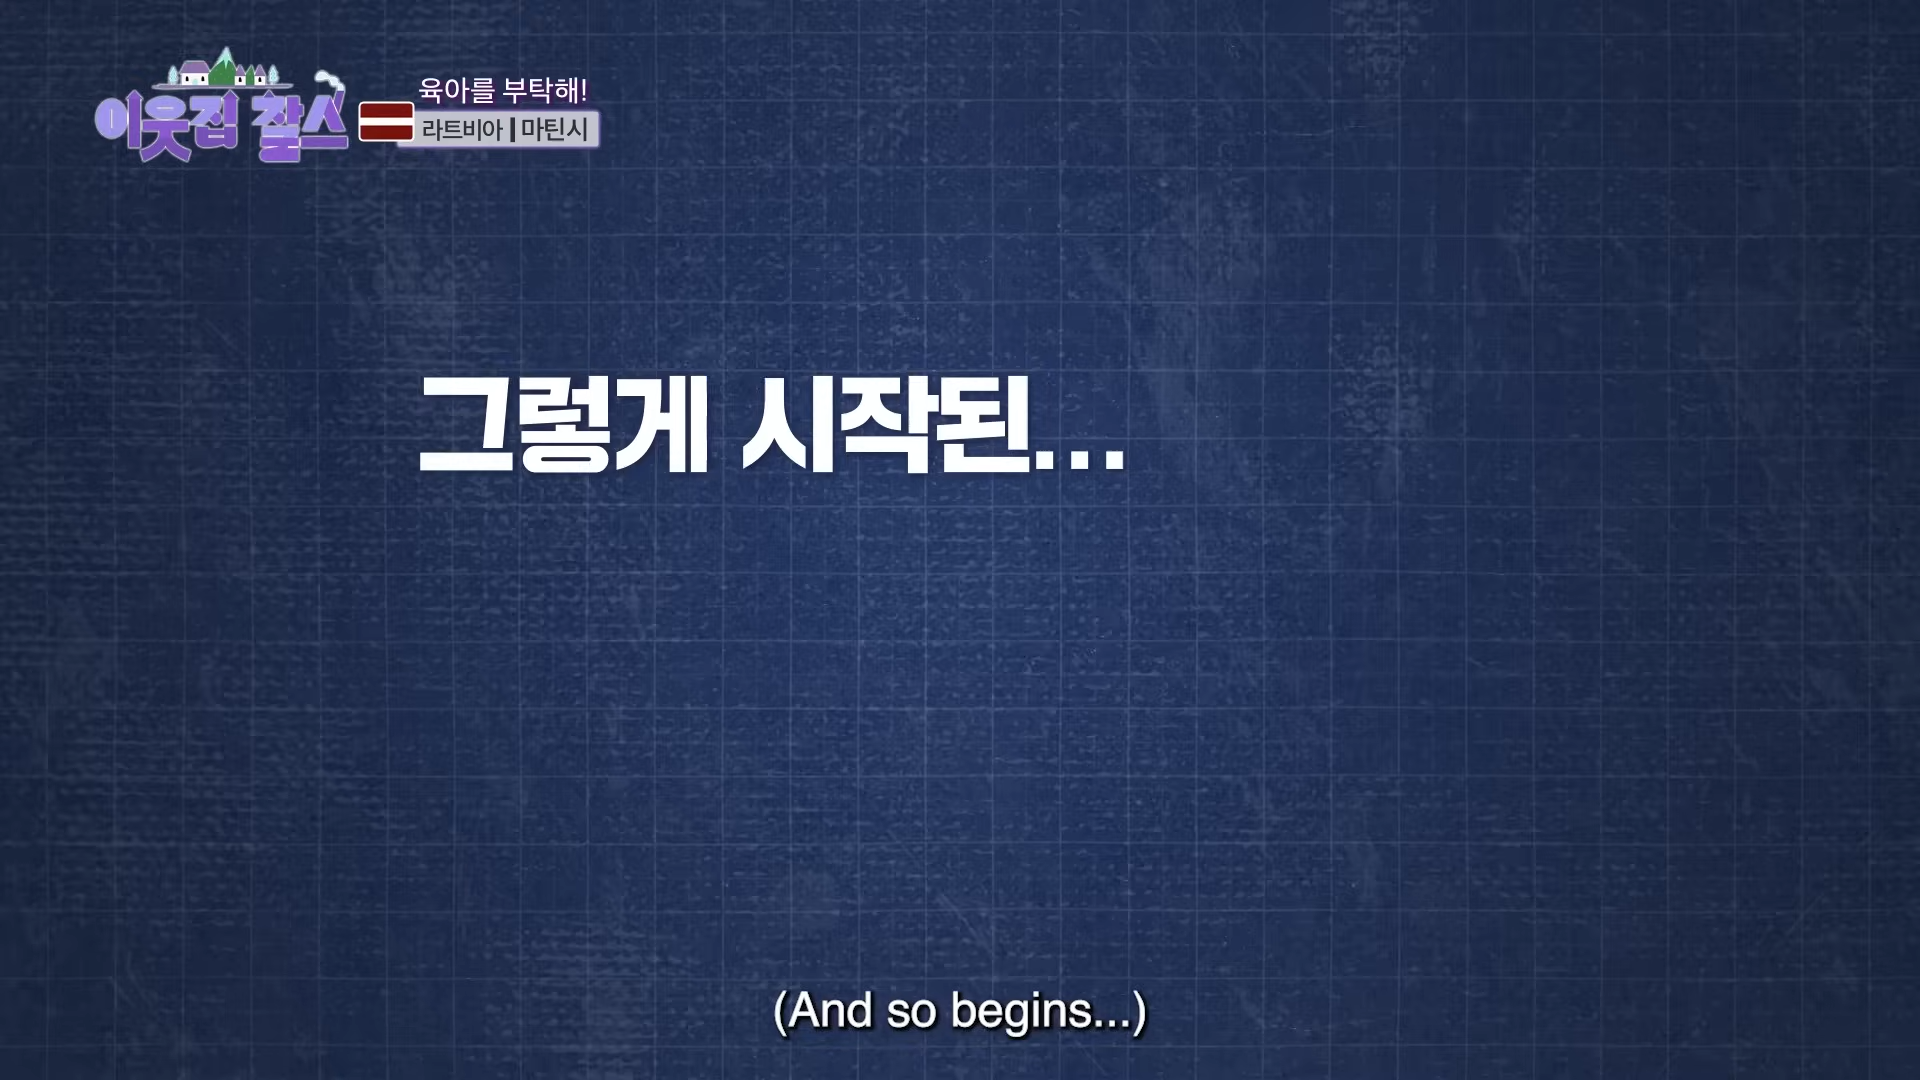 이웃집 찰스
육아를 부탁해!
라트비아 | 마틴시
그렇게 시작된...
(And so begins...)